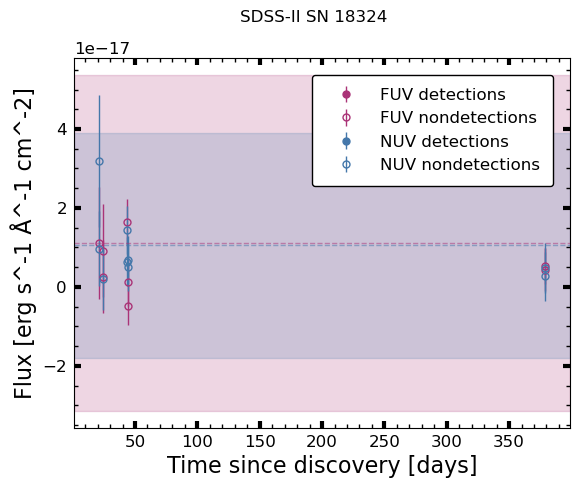 SDSS-II SN 18324
1e−17
FUV detections
FUV nondetections
NUV detections
NUV nondetections
4
2
0
−2
Flux [erg s^-1 Å^-1 cm^-2]
50 100 150 200 250 300 350
Time since discovery [days]